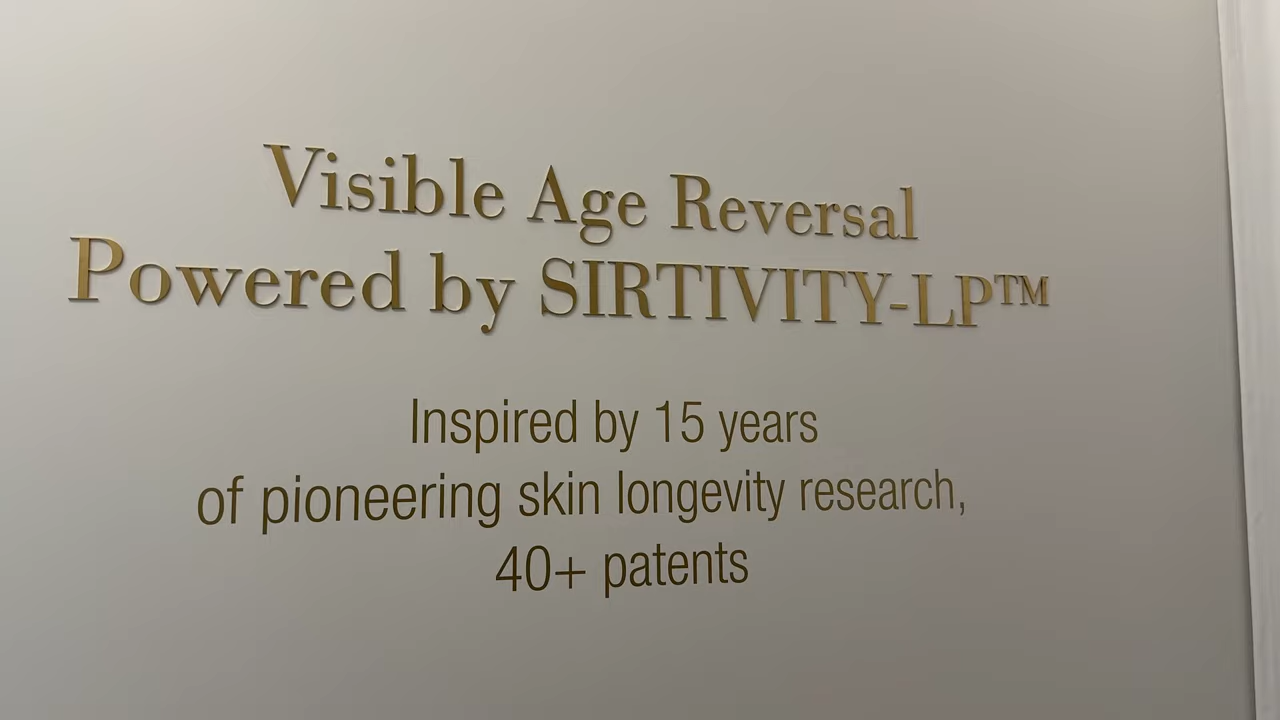 Visible Age Reversal
Powered by SIRTIVITY-LP™
Inspired by 15 years
of pioneering skin longevity research,
40+ patents